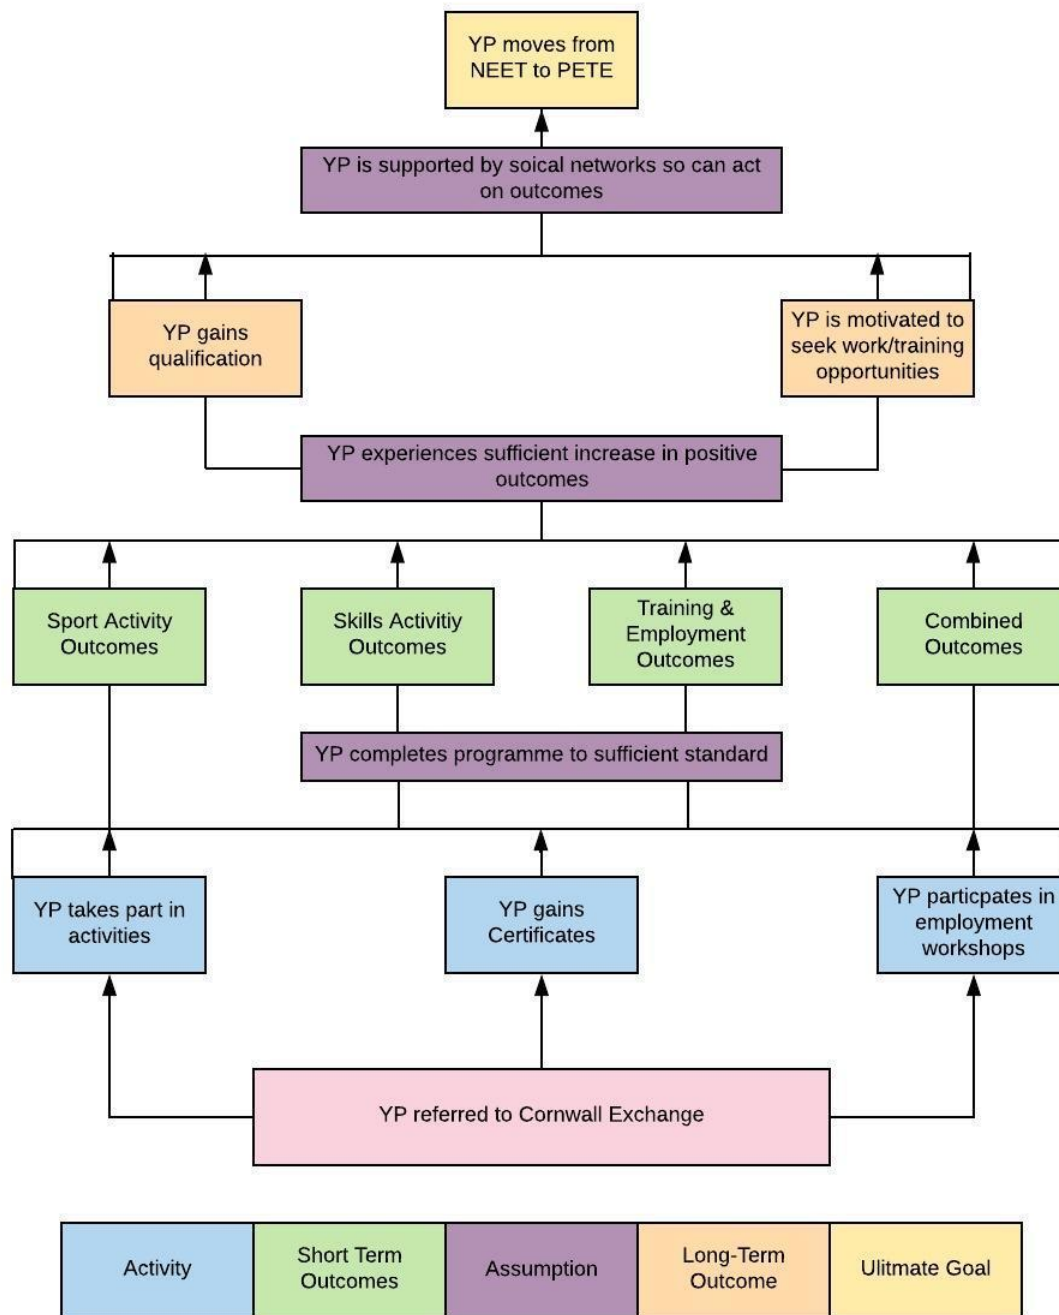 YP moves from
NEET to PETE
YP is supported by soical networks so can act
on outcomes
YP gains
qualification
YP is motivated to
seek work/training
opportunities
YP experiences sufficient increase in positive
outcomes
Sport Activity
Outcomes
Skills Activitiy
Outcomes
Training &
Employment
Outcomes
Combined
Outcomes
YP completes programme to sufficient standard
YP takes part in
activities
YP gains
Certificates
YP particpates in
employment
workshops
YP referred to Cornwall Exchange
Activity
Short Term
Outcomes
Assumption
Long-Term
Outcome
Ulitmate Goal